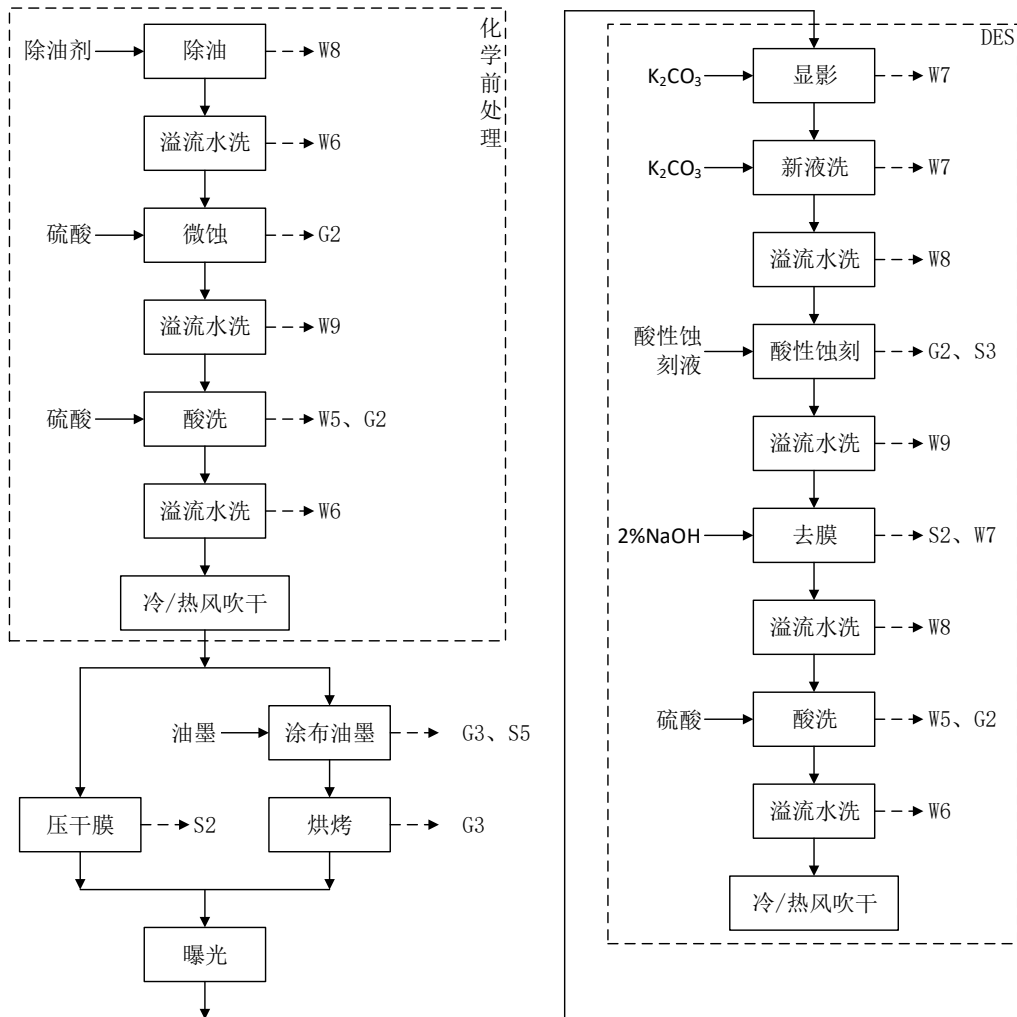 化学前处理
除油剂
除油
W8
溢流水洗
W6
硫酸
微蚀
G2
溢流水洗
W9
硫酸
酸洗
W5、G2
溢流水洗
W6
冷/热风吹干
油墨
涂布油墨
G3、S5
压干膜
S2
烘烤
G3
曝光
DES
K₂CO₃
显影
W7
K₂CO₃
新液洗
W7
溢流水洗
W8
酸性蚀
刻液
酸性蚀刻
G2、S3
溢流水洗
W9
2%NaOH
去膜
S2、W7
溢流水洗
W8
硫酸
酸洗
W5、G2
溢流水洗
W6
冷/热风吹干